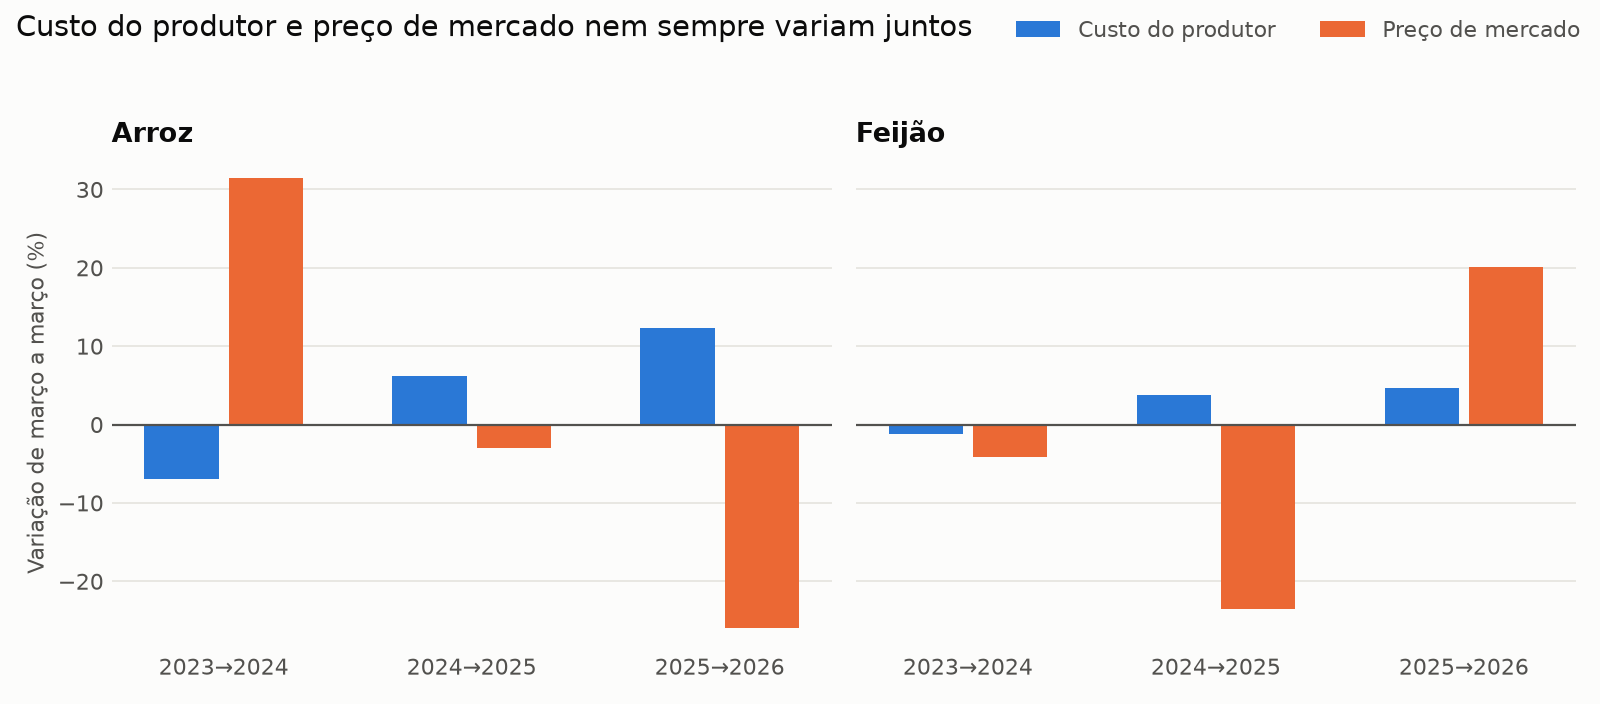 Custo do produtor e preço de mercado nem sempre variam juntos
Custo do produtor
Preço de mercado
Arroz
Feijão
Variação de março a março (%)
30
20
10
0
−10
−20
2023→2024
2024→2025
2025→2026
2023→2024
2024→2025
2025→2026